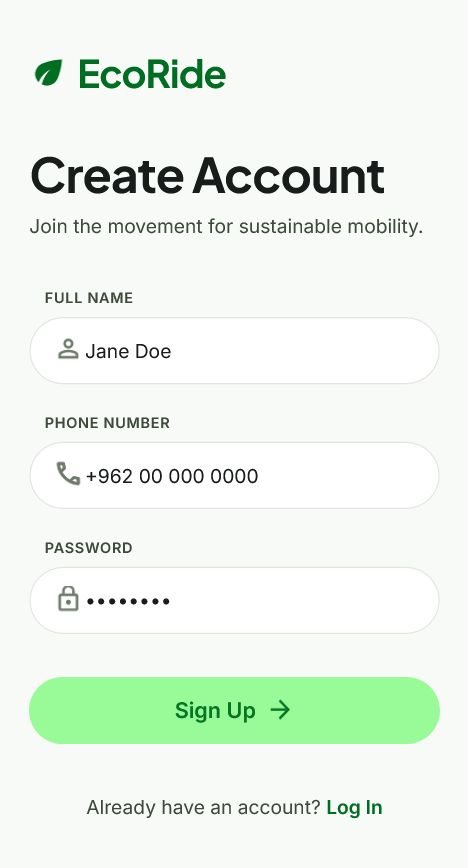 EcoRide
Create Account
Join the movement for sustainable mobility.
FULL NAME
Jane Doe
PHONE NUMBER
+962 00 000 0000
PASSWORD
••••••••
Sign Up →
Already have an account? Log In